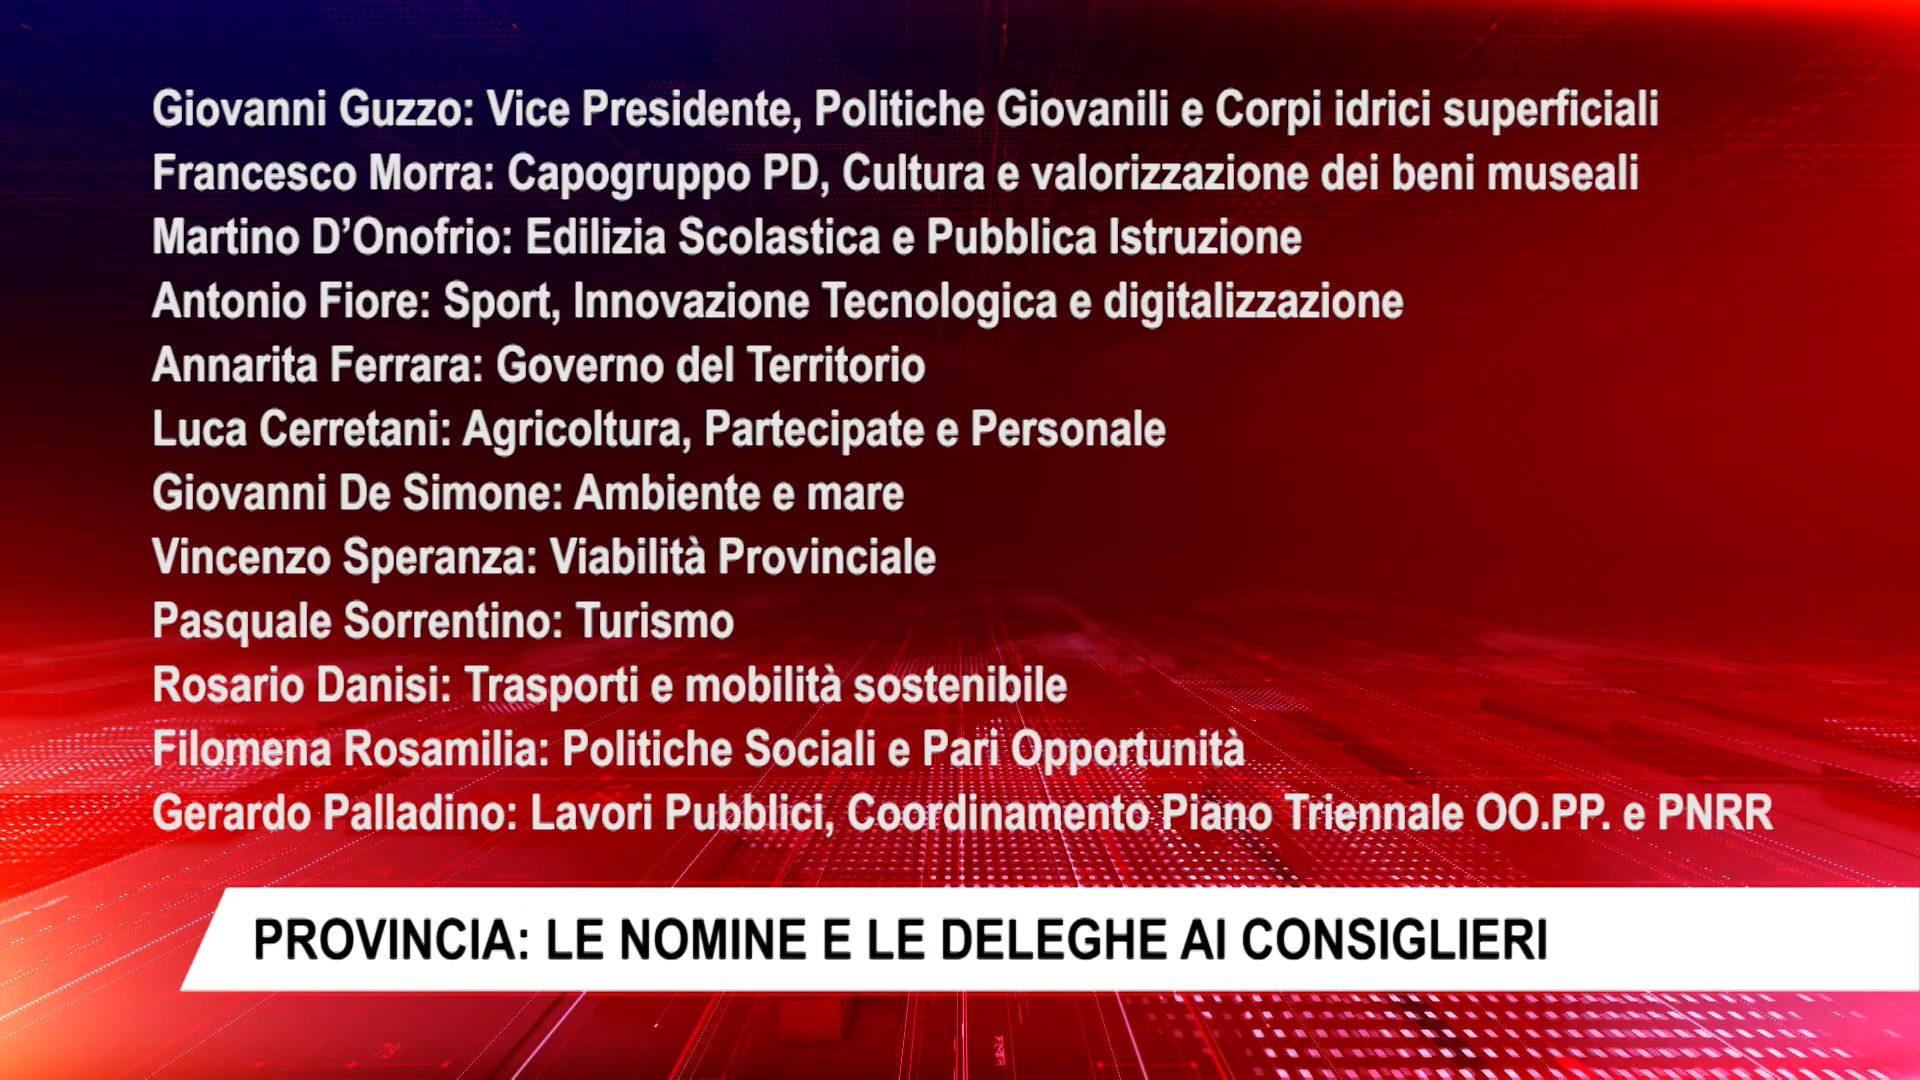 Giovanni Guzzo: Vice Presidente, Politiche Giovanili e Corpi idrici superficiali
Francesco Morra: Capogruppo PD, Cultura e valorizzazione dei beni museali
Martino D’Onofrio: Edilizia Scolastica e Pubblica Istruzione
Antonio Fiore: Sport, Innovazione Tecnologica e digitalizzazione
Annarita Ferrara: Governo del Territorio
Luca Cerretani: Agricoltura, Partecipate e Personale
Giovanni De Simone: Ambiente e mare
Vincenzo Speranza: Viabilità Provinciale
Pasquale Sorrentino: Turismo
Rosario Danisi: Trasporti e mobilità sostenibile
Filomena Rosamilia: Politiche Sociali e Pari Opportunità
Gerardo Palladino: Lavori Pubblici, Coordinamento Piano Triennale OO.PP. e PNRR
PROVINCIA: LE NOMINE E LE DELEGHE AI CONSIGLIERI